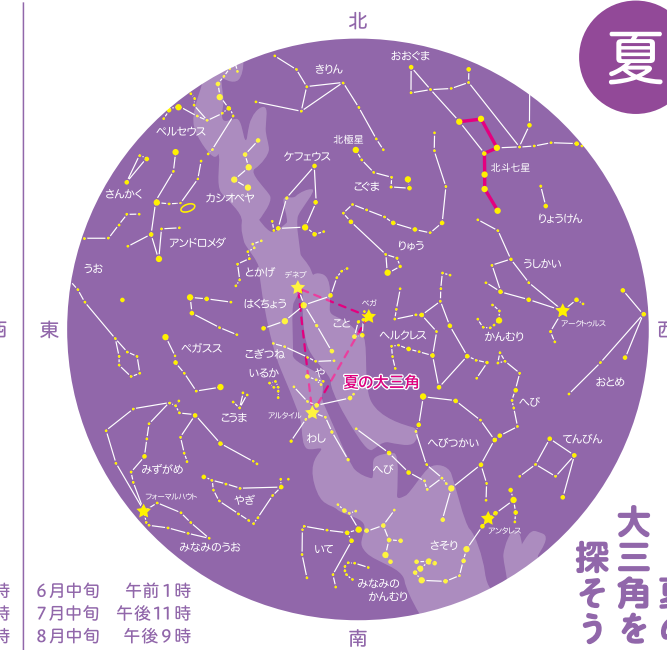 北
夏
おおぐま
きりん
ペルセウス
北極星
ケフェウス
北斗七星
こぐま
さんかく
カシオペヤ
りょうけん
アンドロメダ
りゅう
うしかい
うお
とかげ
デネブ
はくちょう
ベガ
こと
アークトゥルス
東
ヘルクレス
かんむり
ペガスス
こぎつね
いるか
や
夏の大三角
おとめ
へび
こうま
アルタイル
わし
へびつかい
てんびん
みずがめ
へび
フォーマルハウト
やぎ
アンタレス
みなみのうお
いて
さそり
みなみの
かんむり
南
大三角を
探そう
6月中旬 午前1時
7月中旬 午後11時
8月中旬 午後9時
時
時
時